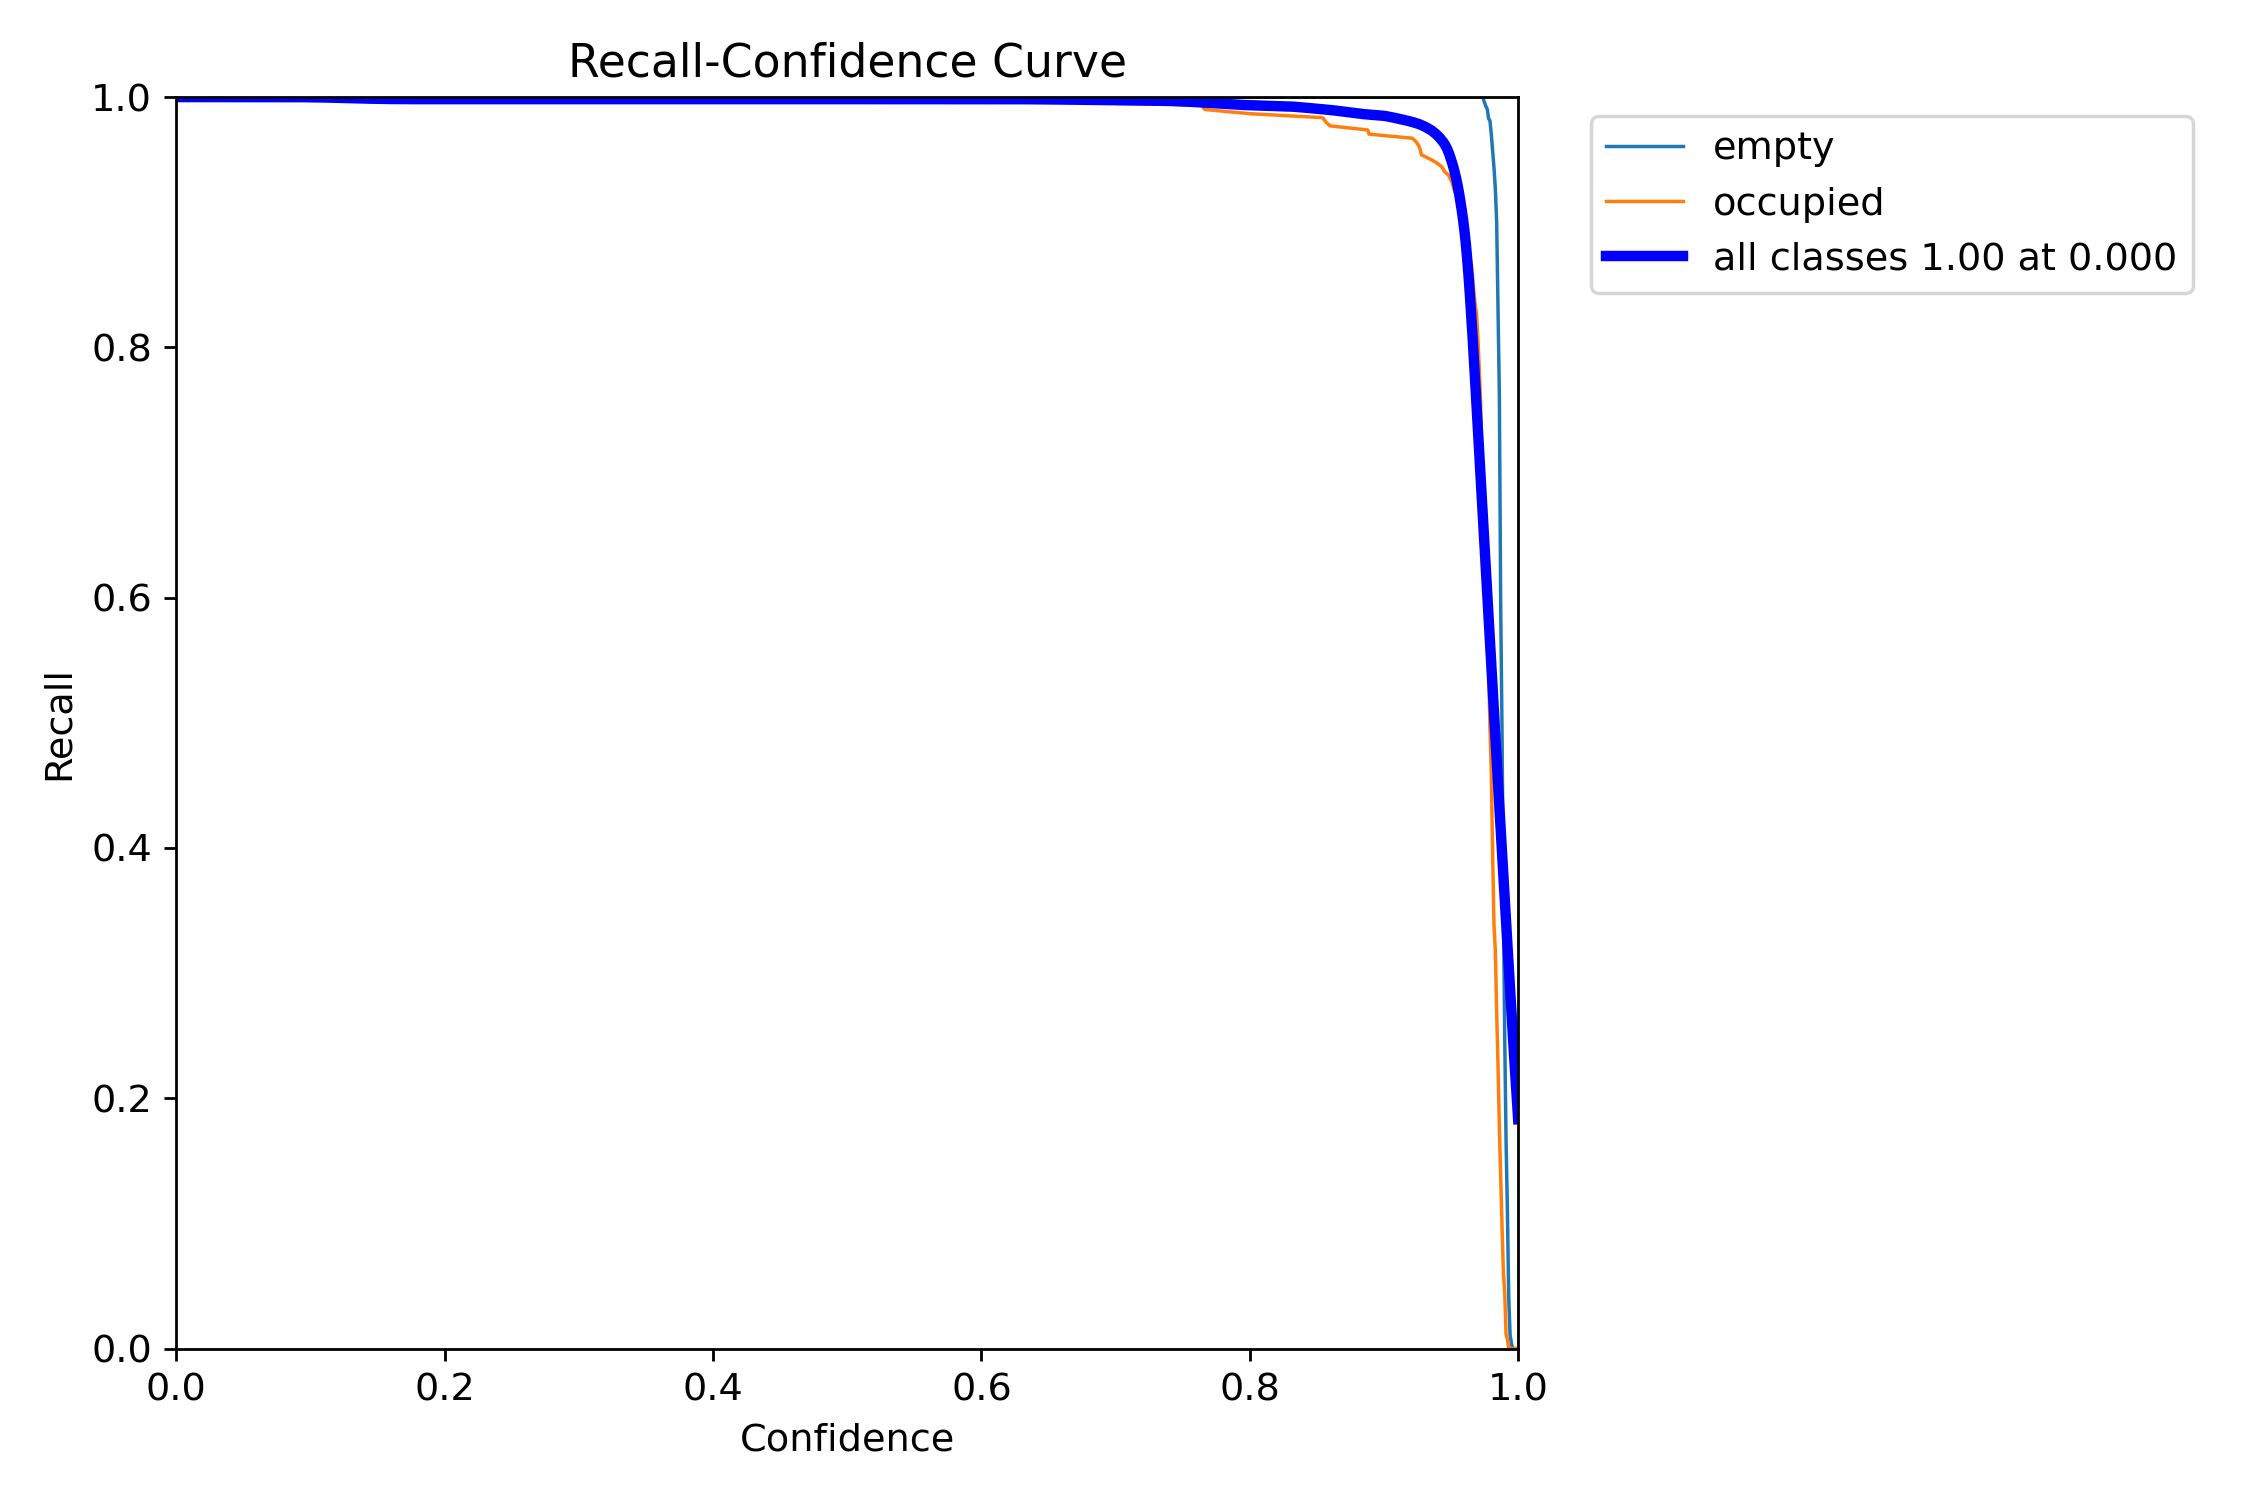 Recall-Confidence Curve
1.0
0.8
0.6
0.4
0.2
0.0
Recall
0.0 0.2 0.4 0.6 0.8 1.0
Confidence
empty
occupied
all classes 1.00 at 0.000